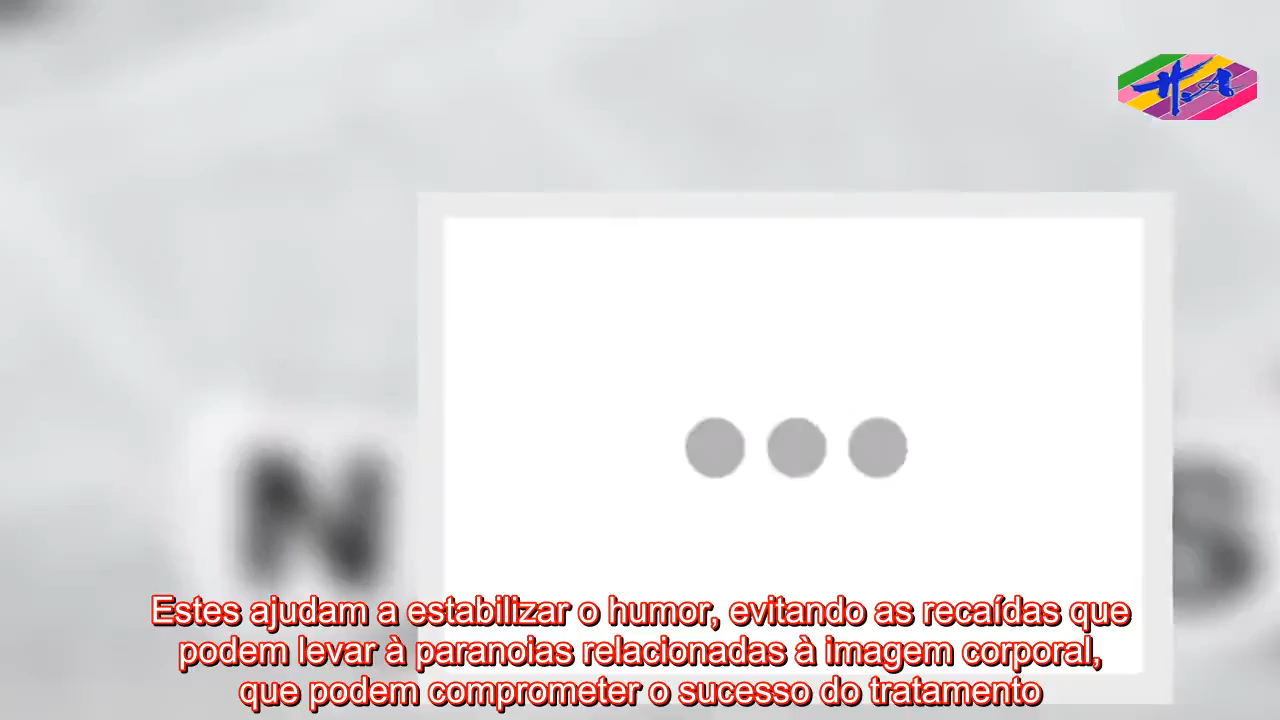 H.A
N
S
Estes ajudam a estabilizar o humor, evitando as recaídas que
podem levar à paranoias relacionadas à imagem corporal,
que podem comprometer o sucesso do tratamento